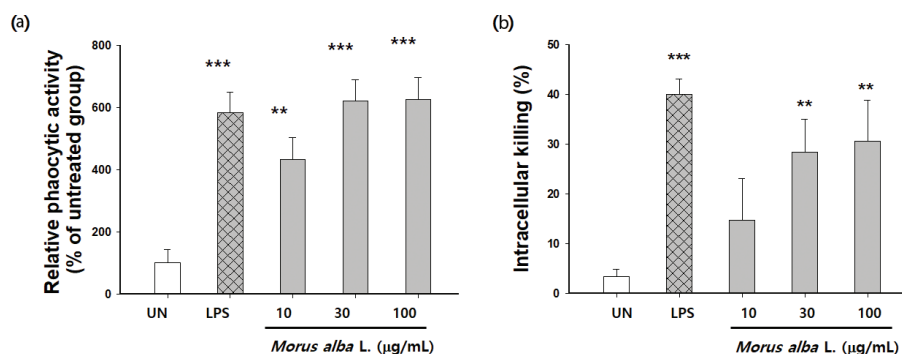 (a)
Relative phaocytic activity
(% of untreated group)
800
600
400
200
0
***
**
***
***
UN LPS 10 30 100
Morus alba L. (μg/mL)
(b)
Intracellular killing (%)
50
40
30
20
10
0
***
**
**
UN LPS 10 30 100
Morus alba L. (μg/mL)